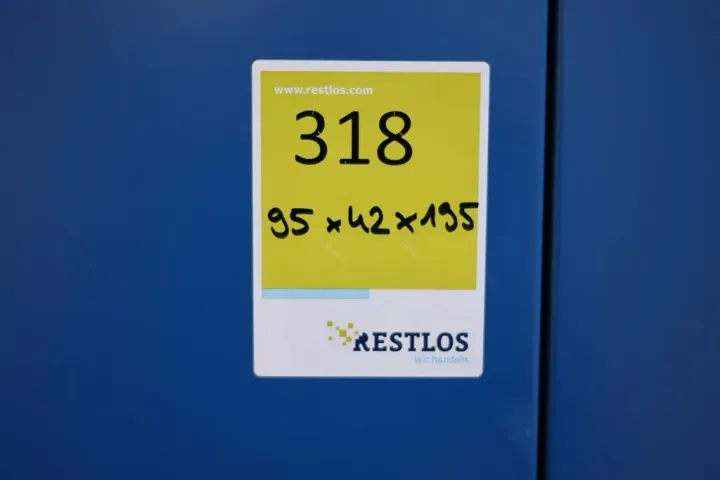 www.restlos.com
318
95 x 42 x 195
RESTLOS
Wir handeln.